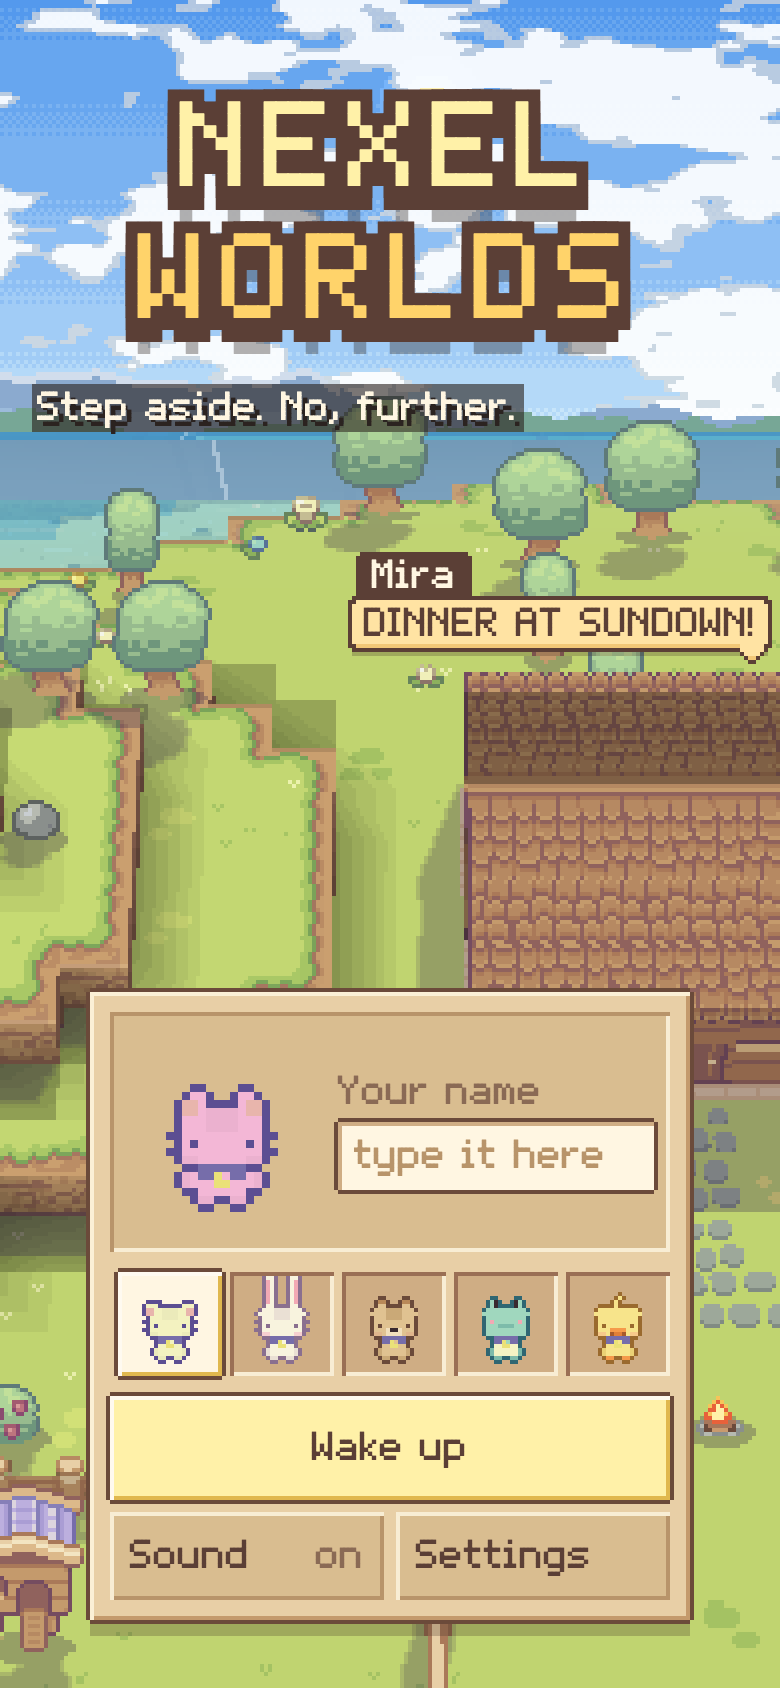 NEXEL
WORLDS
Step aside. No, further.
Mira
DINNER AT SUNDOWN!
Your name
type it here
Wake up
Sound on
Settings